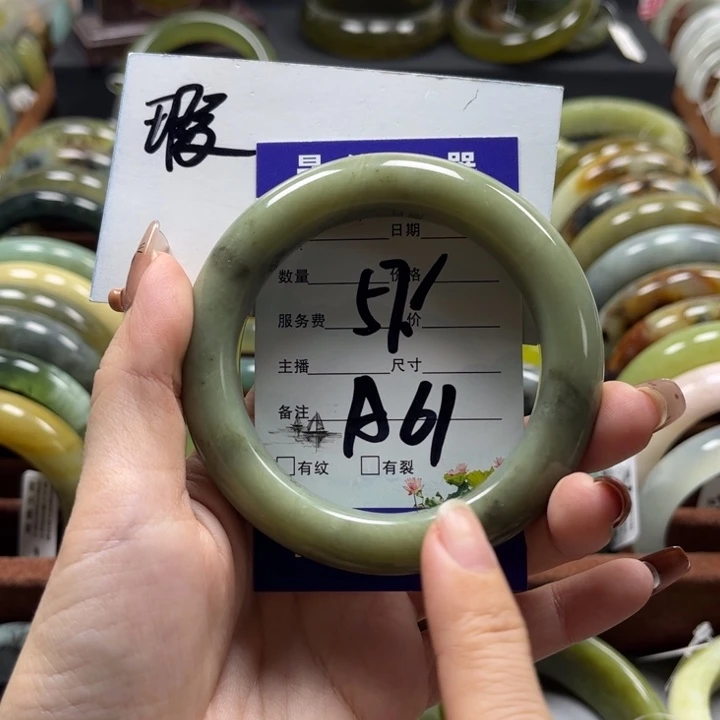 瑕
日期
数量 价格
服务费 价
主播 尺寸
备注
A61
□有纹 □有裂